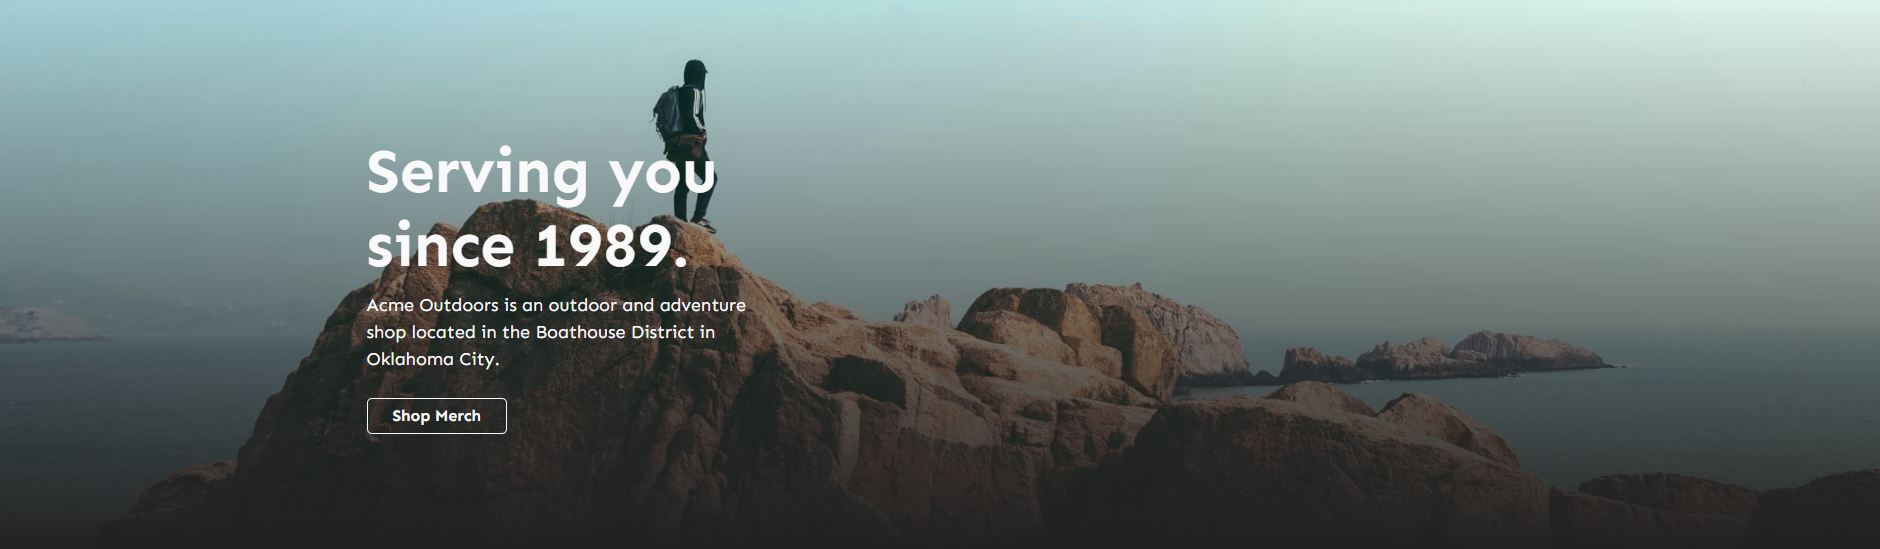 Serving you
since 1989.
Acme Outdoors is an outdoor and adventure
shop located in the Boathouse District in
Oklahoma City.
Shop Merch